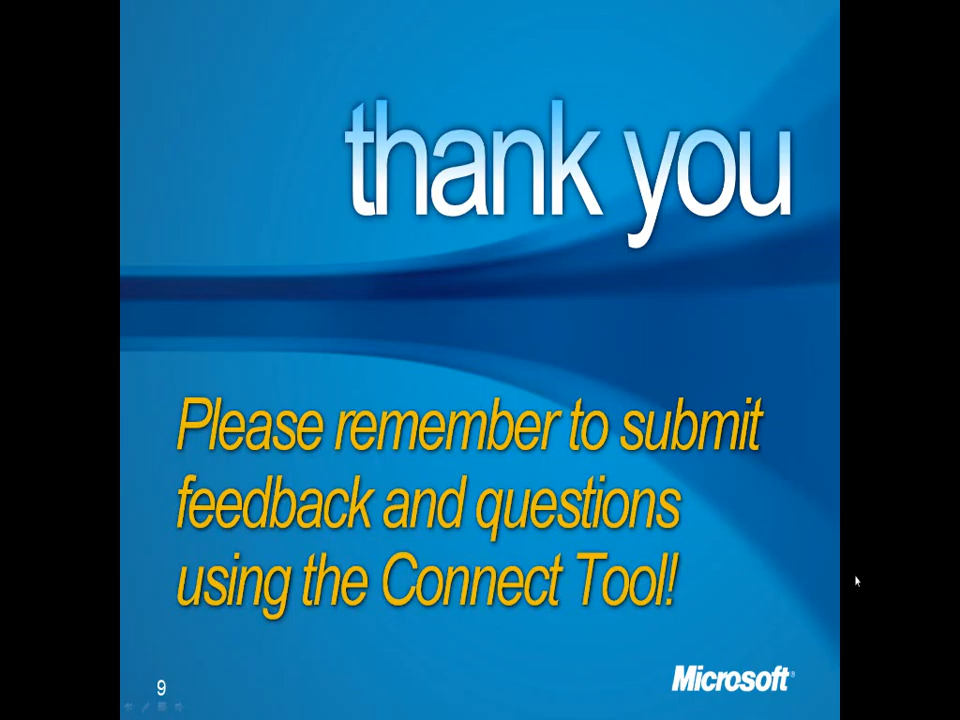 thank you
Please remember to submit
feedback and questions
using the Connect Tool!
9
Microsoft®